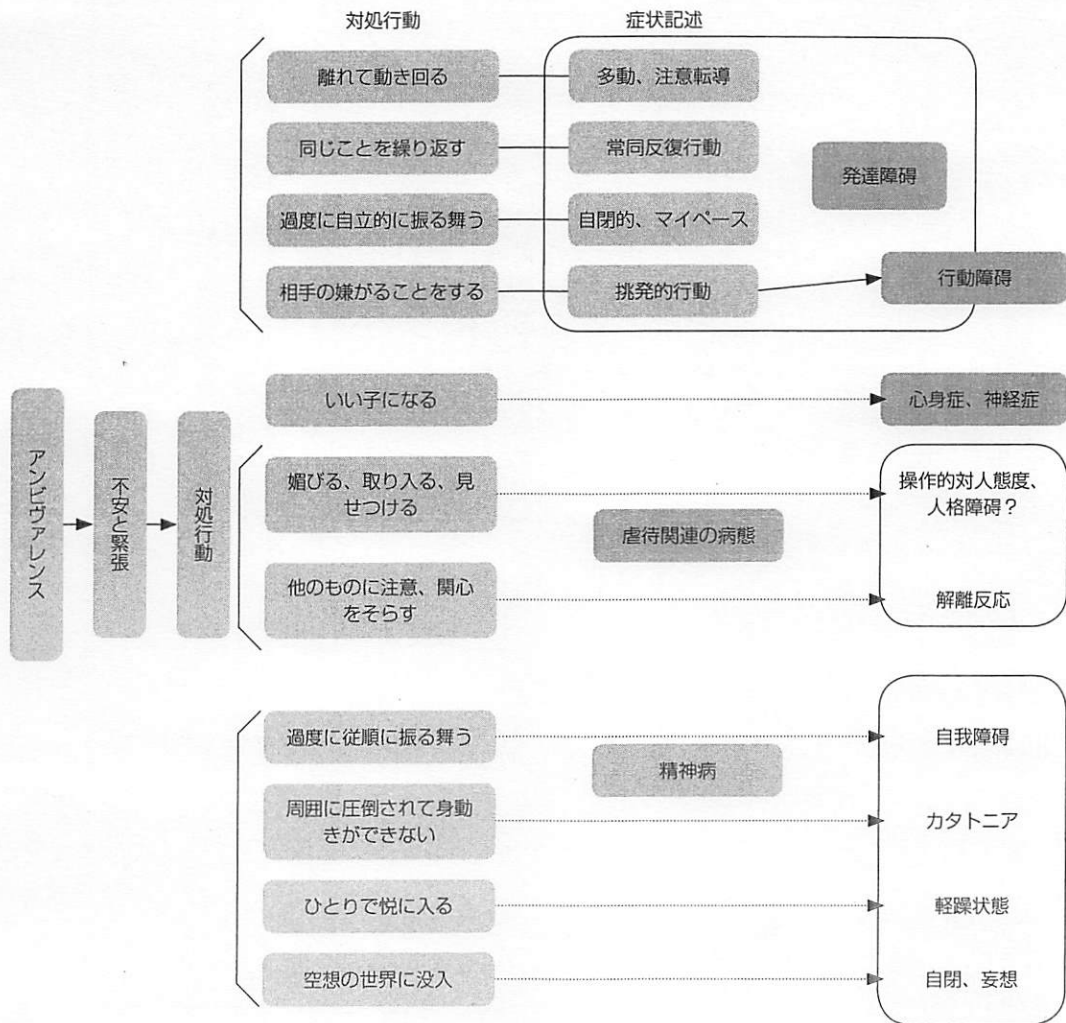 対処行動
症状記述
離れて動き回る
多動、注意転導
同じことを繰り返す
常同反復行動
発達障碍
過度に自立的に振る舞う
自閉的、マイペース
相手の嫌がることをする
挑発的行動
行動障碍
いい子になる
心身症、神経症
アンビヴァレンス
不安と緊張
対処行動
媚びる、取り入る、見
せつける
操作的対人態度、
人格障碍？
虐待関連の病態
他のものに注意、関心
をそらす
解離反応
過度に従順に振る舞う
自我障碍
精神病
周囲に圧倒されて身動
きができない
カタトニア
ひとりで悦に入る
軽躁状態
空想の世界に没入
自閉、妄想